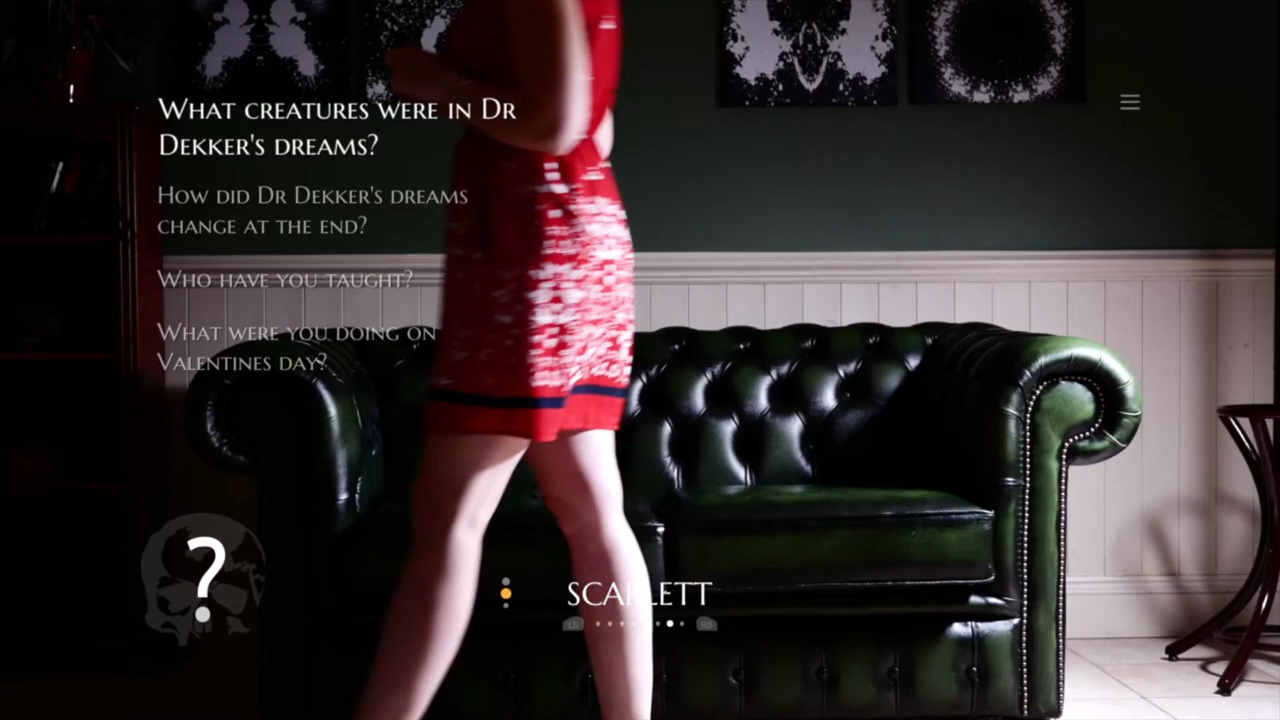 !
WHAT CREATURES WERE IN DR
DEKKER'S DREAMS?
HOW DID DR DEKKER'S DREAMS
CHANGE AT THE END?
WHO HAVE YOU TAUGHT?
WHAT WERE YOU DOING ON
VALENTINES DAY?
?
SCARLETT
LB RB